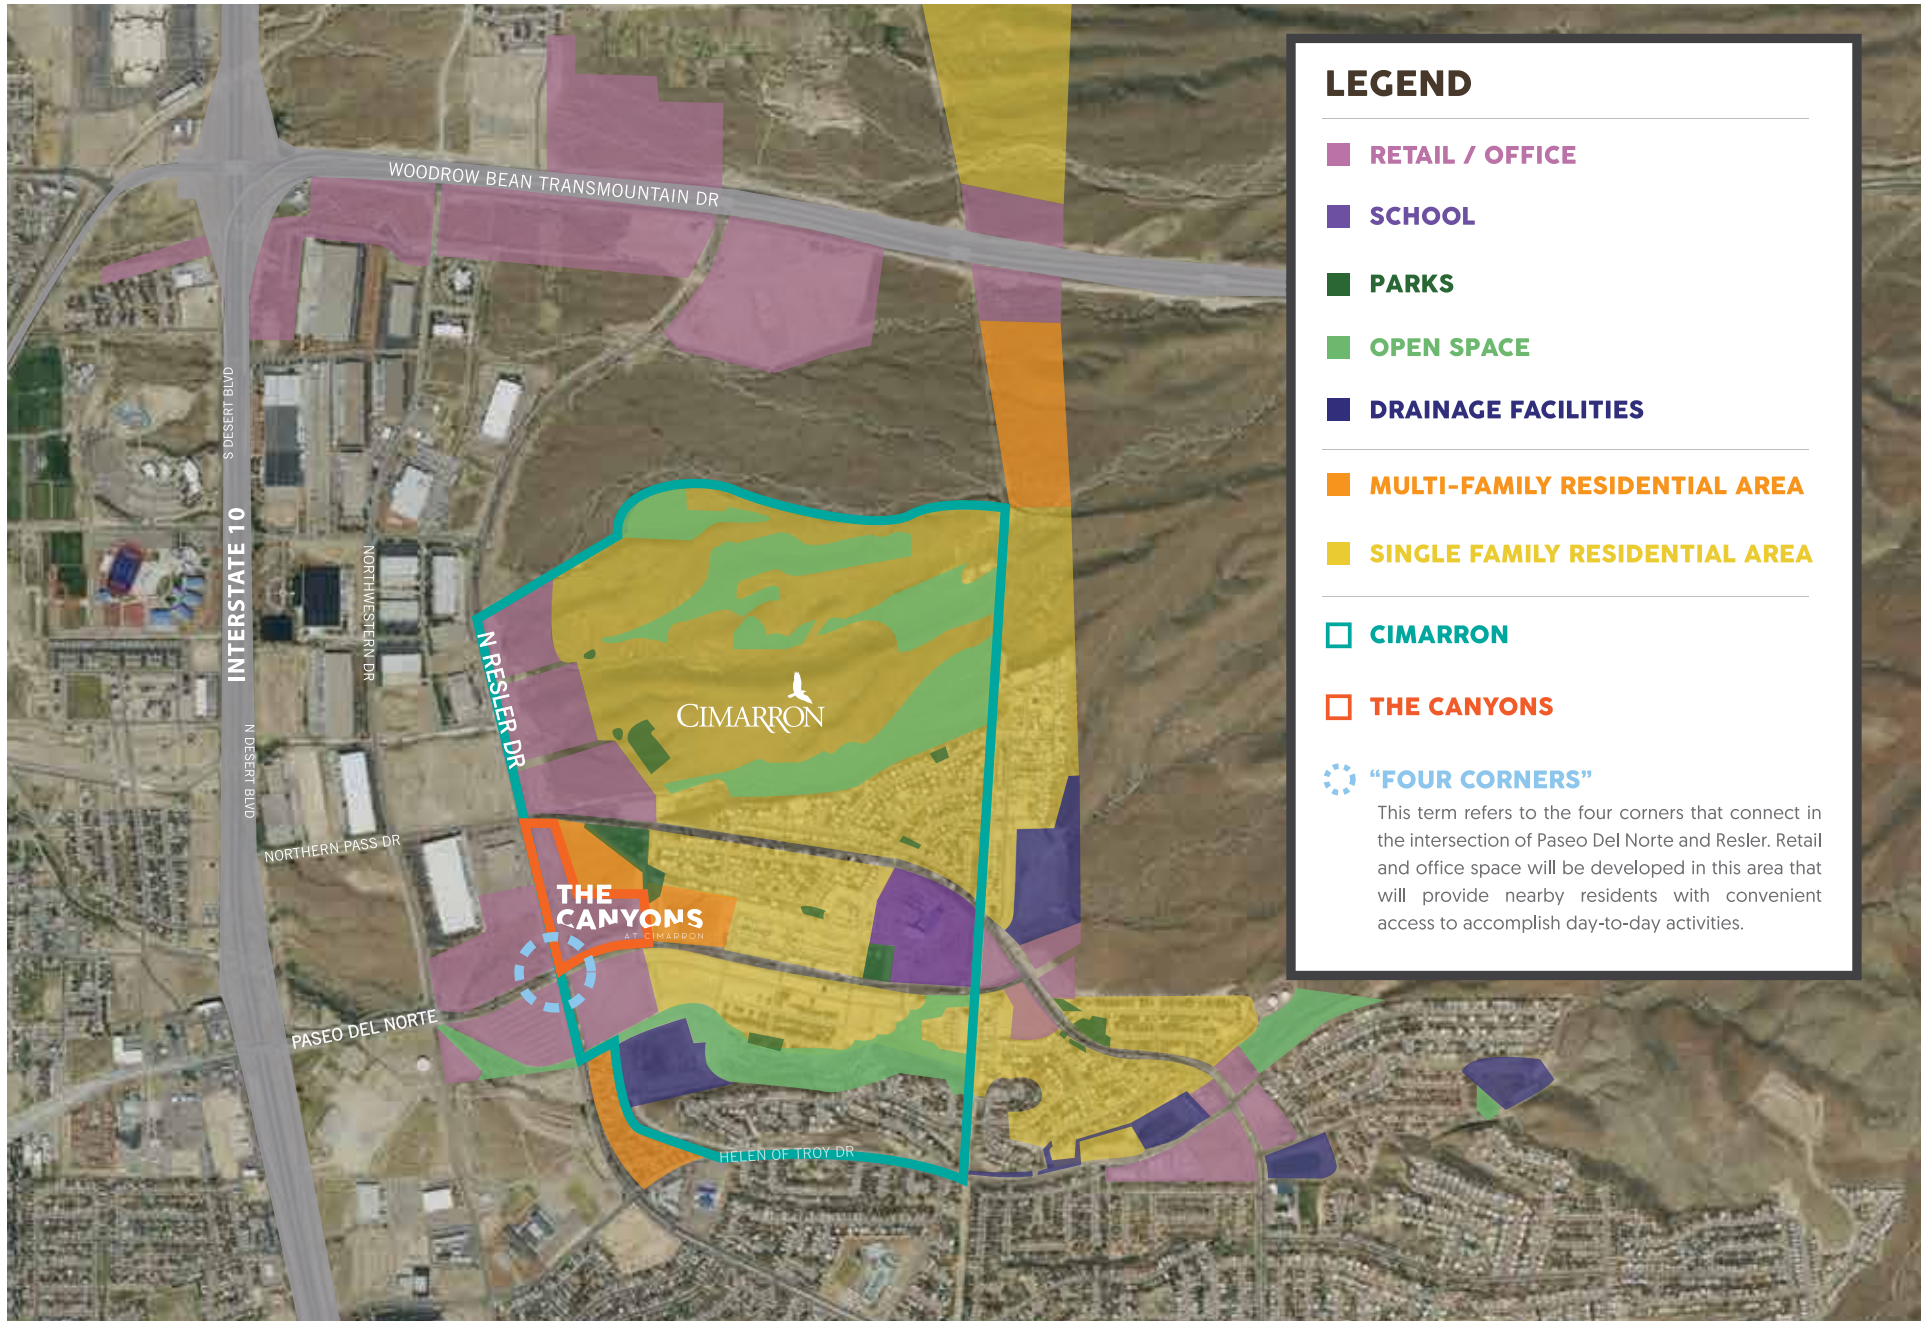 WOODROW BEAN TRANSMOUNTAIN DR
S DESERT BLVD
INTERSTATE 10
NORTHWESTERN DR
N RESLER DR
CIMARRON
N DESERT BLVD
NORTHERN PASS DR
THE
CANYONS
AT CIMARRON
PASEO DEL NORTE
HELEN OF TROY DR
LEGEND
RETAIL / OFFICE
SCHOOL
PARKS
OPEN SPACE
DRAINAGE FACILITIES
MULTI-FAMILY RESIDENTIAL AREA
SINGLE FAMILY RESIDENTIAL AREA
CIMARRON
THE CANYONS
“FOUR CORNERS”
This term refers to the four corners that connect in
the intersection of Paseo Del Norte and Resler. Retail
and office space will be developed in this area that
will provide nearby residents with convenient
access to accomplish day-to-day activities.